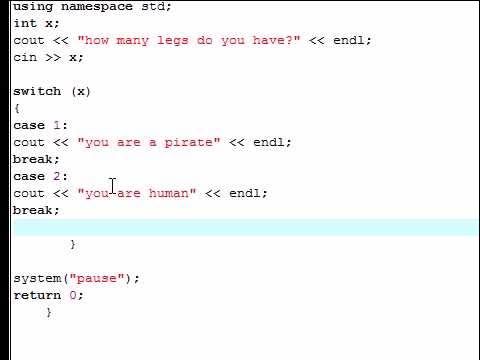 using namespace std;
int x;
cout << "how many legs do you have?" << endl;
cin >> x;
switch (x)
{
case 1:
cout << "you are a pirate" << endl;
break;
case 2:
cout << "you are human" << endl;
break;
}
system("pause");
return 0;
}